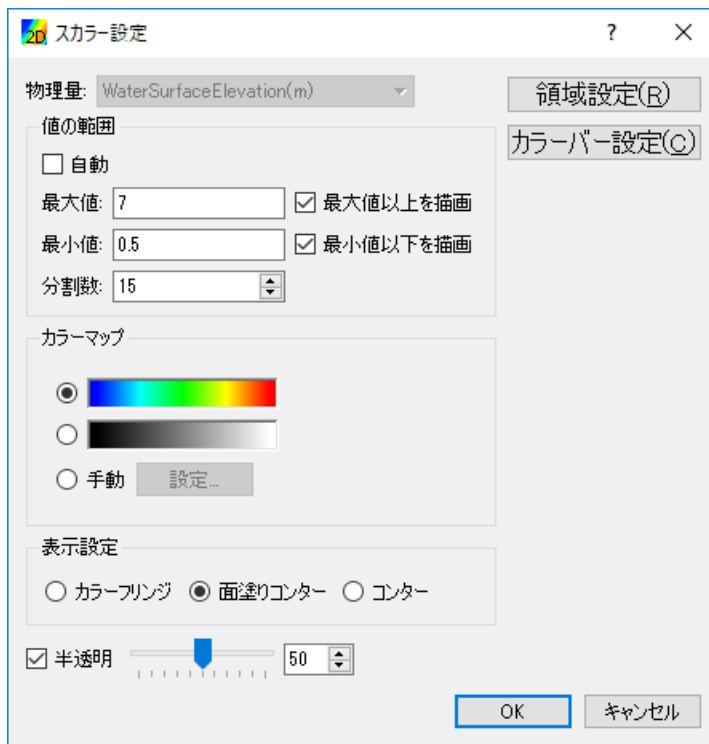 2D スカラー設定 ?
物理量: WaterSurfaceElevation(m)
領域設定(R)
カラーバー設定(C)
値の範囲
自動
最大値: 7 最大値以上を描画
最小値: 0.5 最小値以下を描画
分割数: 15
カラーマップ
手動 設定...
表示設定
カラーフリンジ 面塗りコンター コンター
半透明 50
OK キャンセル